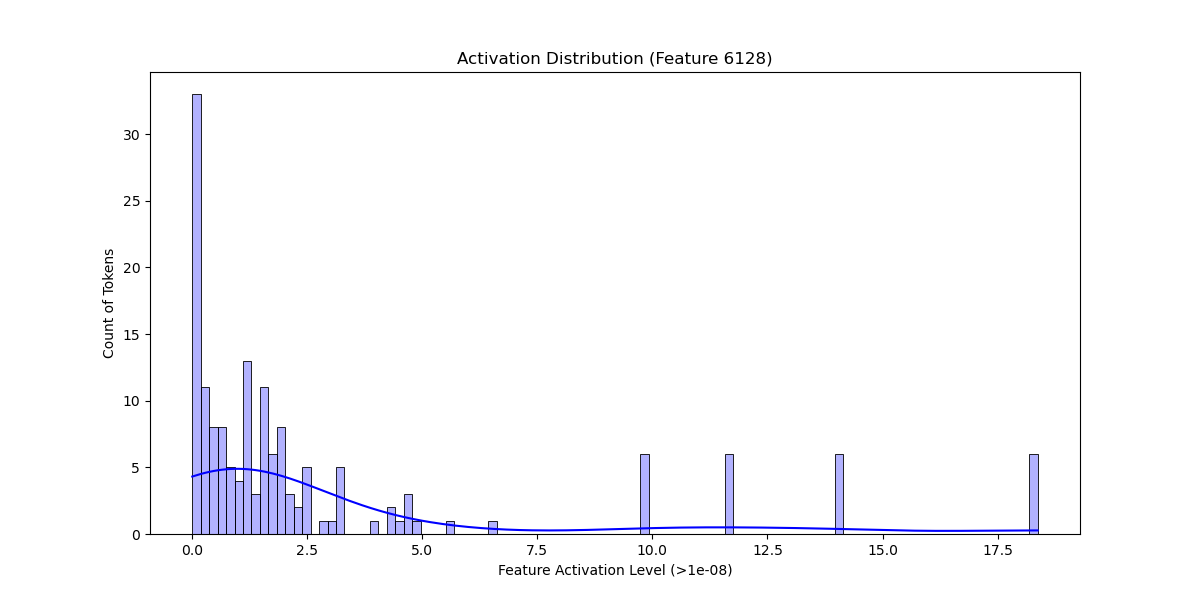 Activation Distribution (Feature 6128)
30
25
20
15
10
5
0
Count of Tokens
0.0 2.5 5.0 7.5 10.0 12.5 15.0 17.5
Feature Activation Level (>1e-08)